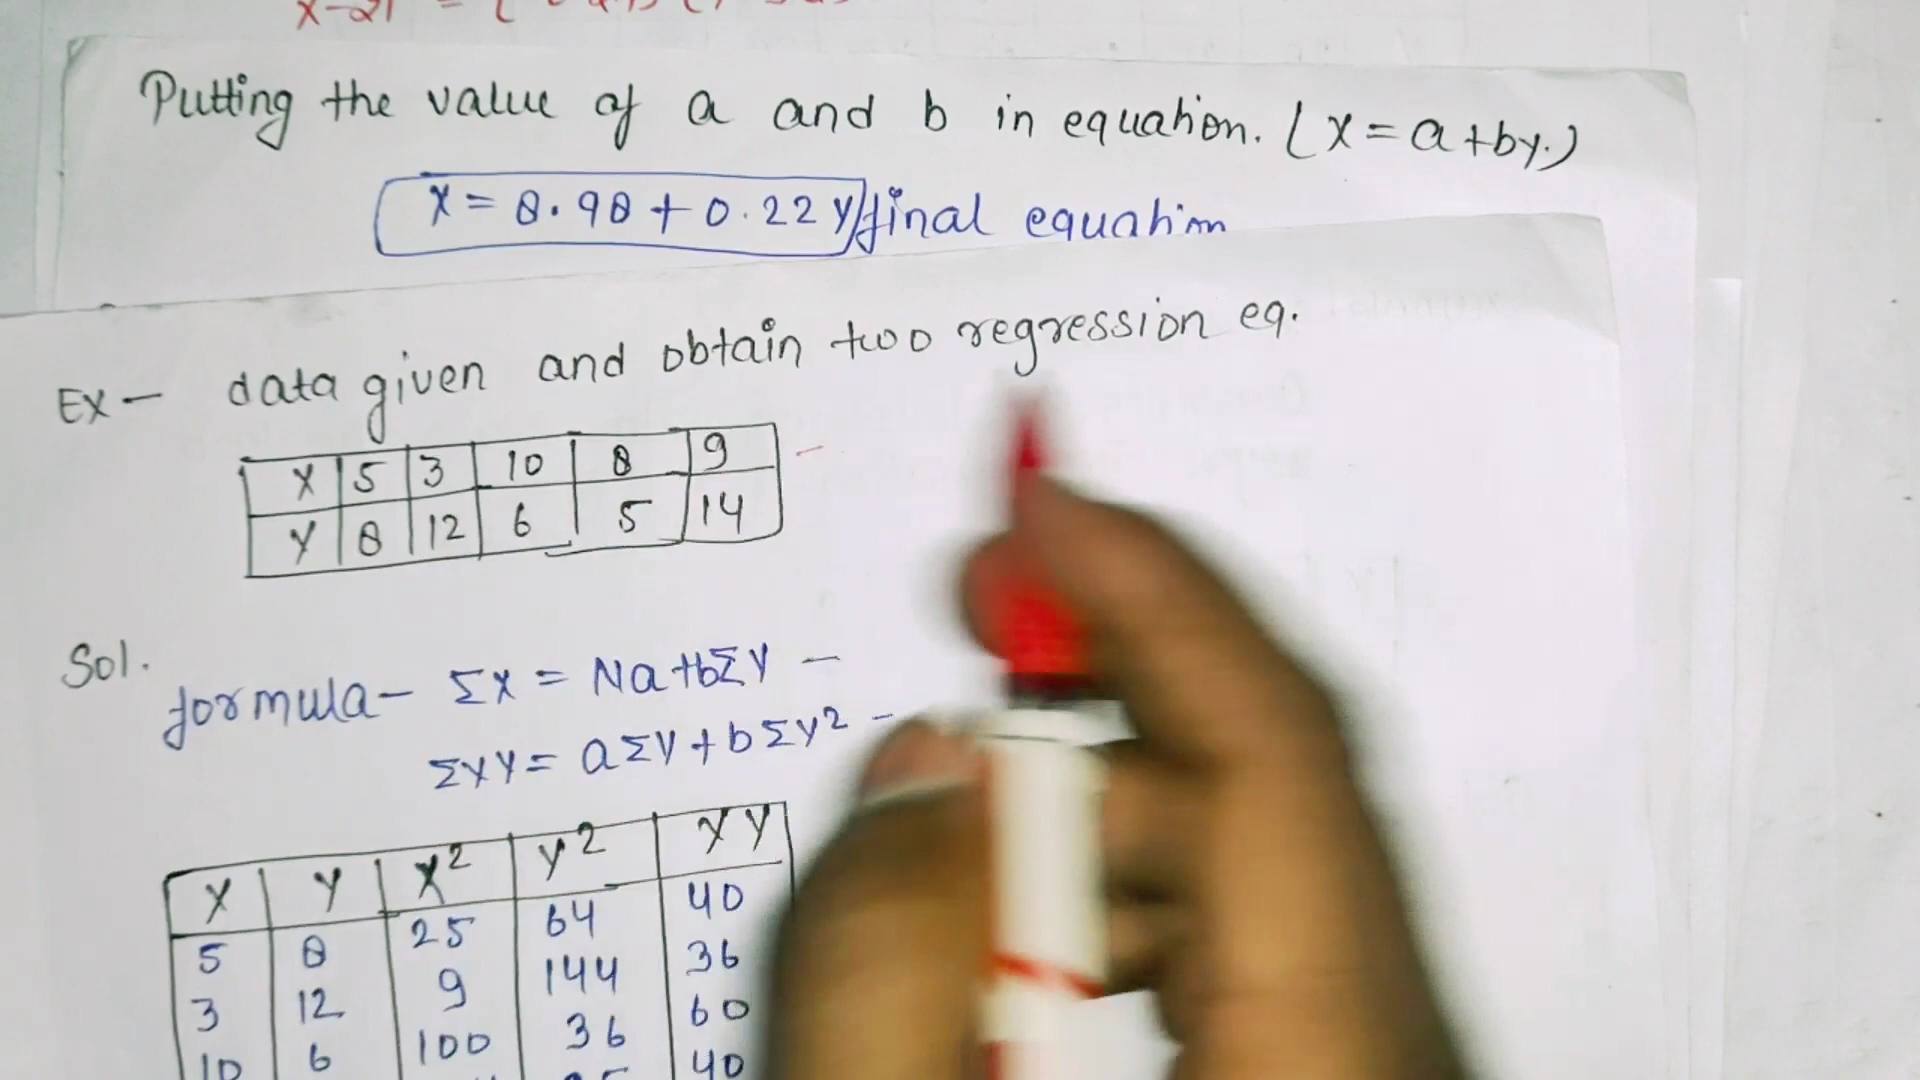 Putting the value of a and b in equation. (x = a + by.)
x = 8.98 + 0.22 y final equation
Ex - data given and obtain two regression eq.
X 5 3 10 8 9
Y 8 12 6 5 14
Sol.
formula - Σx = Na + bΣy -
Σxy = aΣy + bΣy² -
X Y X² Y² XY
5 8 25 64 40
3 12 9 144 36
10 6 100 36 60
40